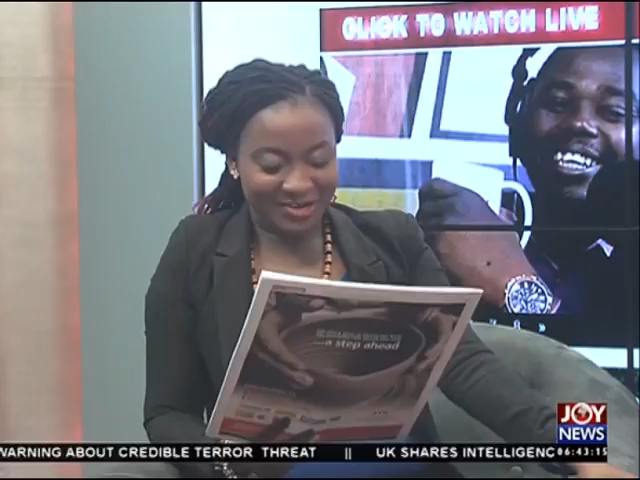 CLICK TO WATCH LIVE
...a step ahead
JOY
NEWS
WARNING ABOUT CREDIBLE TERROR THREAT || UK SHARES INTELLIGENC
06:43:15